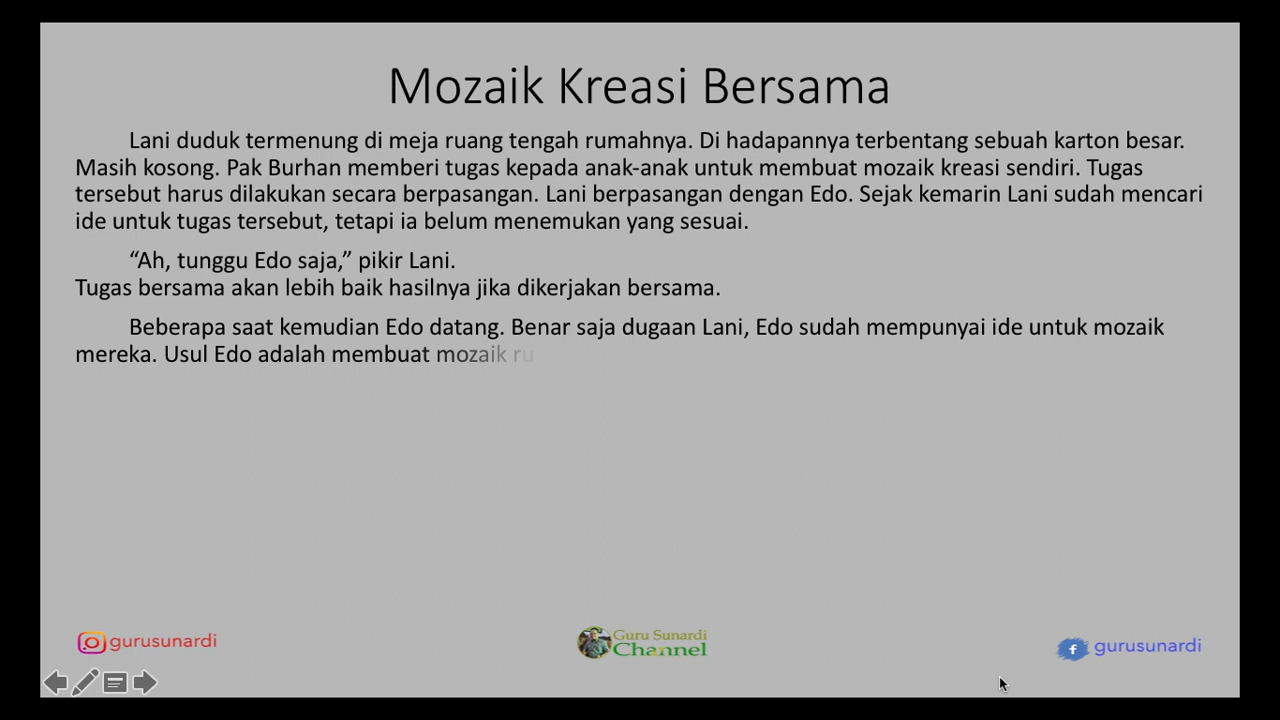 Mozaik Kreasi Bersama
Lani duduk termenung di meja ruang tengah rumahnya. Di hadapannya terbentang sebuah karton besar.
Masih kosong. Pak Burhan memberi tugas kepada anak-anak untuk membuat mozaik kreasi sendiri. Tugas
tersebut harus dilakukan secara berpasangan. Lani berpasangan dengan Edo. Sejak kemarin Lani sudah mencari
ide untuk tugas tersebut, tetapi ia belum menemukan yang sesuai.
“Ah, tunggu Edo saja,” pikir Lani.
Tugas bersama akan lebih baik hasilnya jika dikerjakan bersama.
Beberapa saat kemudian Edo datang. Benar saja dugaan Lani, Edo sudah mempunyai ide untuk mozaik
mereka. Usul Edo adalah membuat mozaik ru
gurusunardi
Guru Sunardi
Channel
gurusunardi